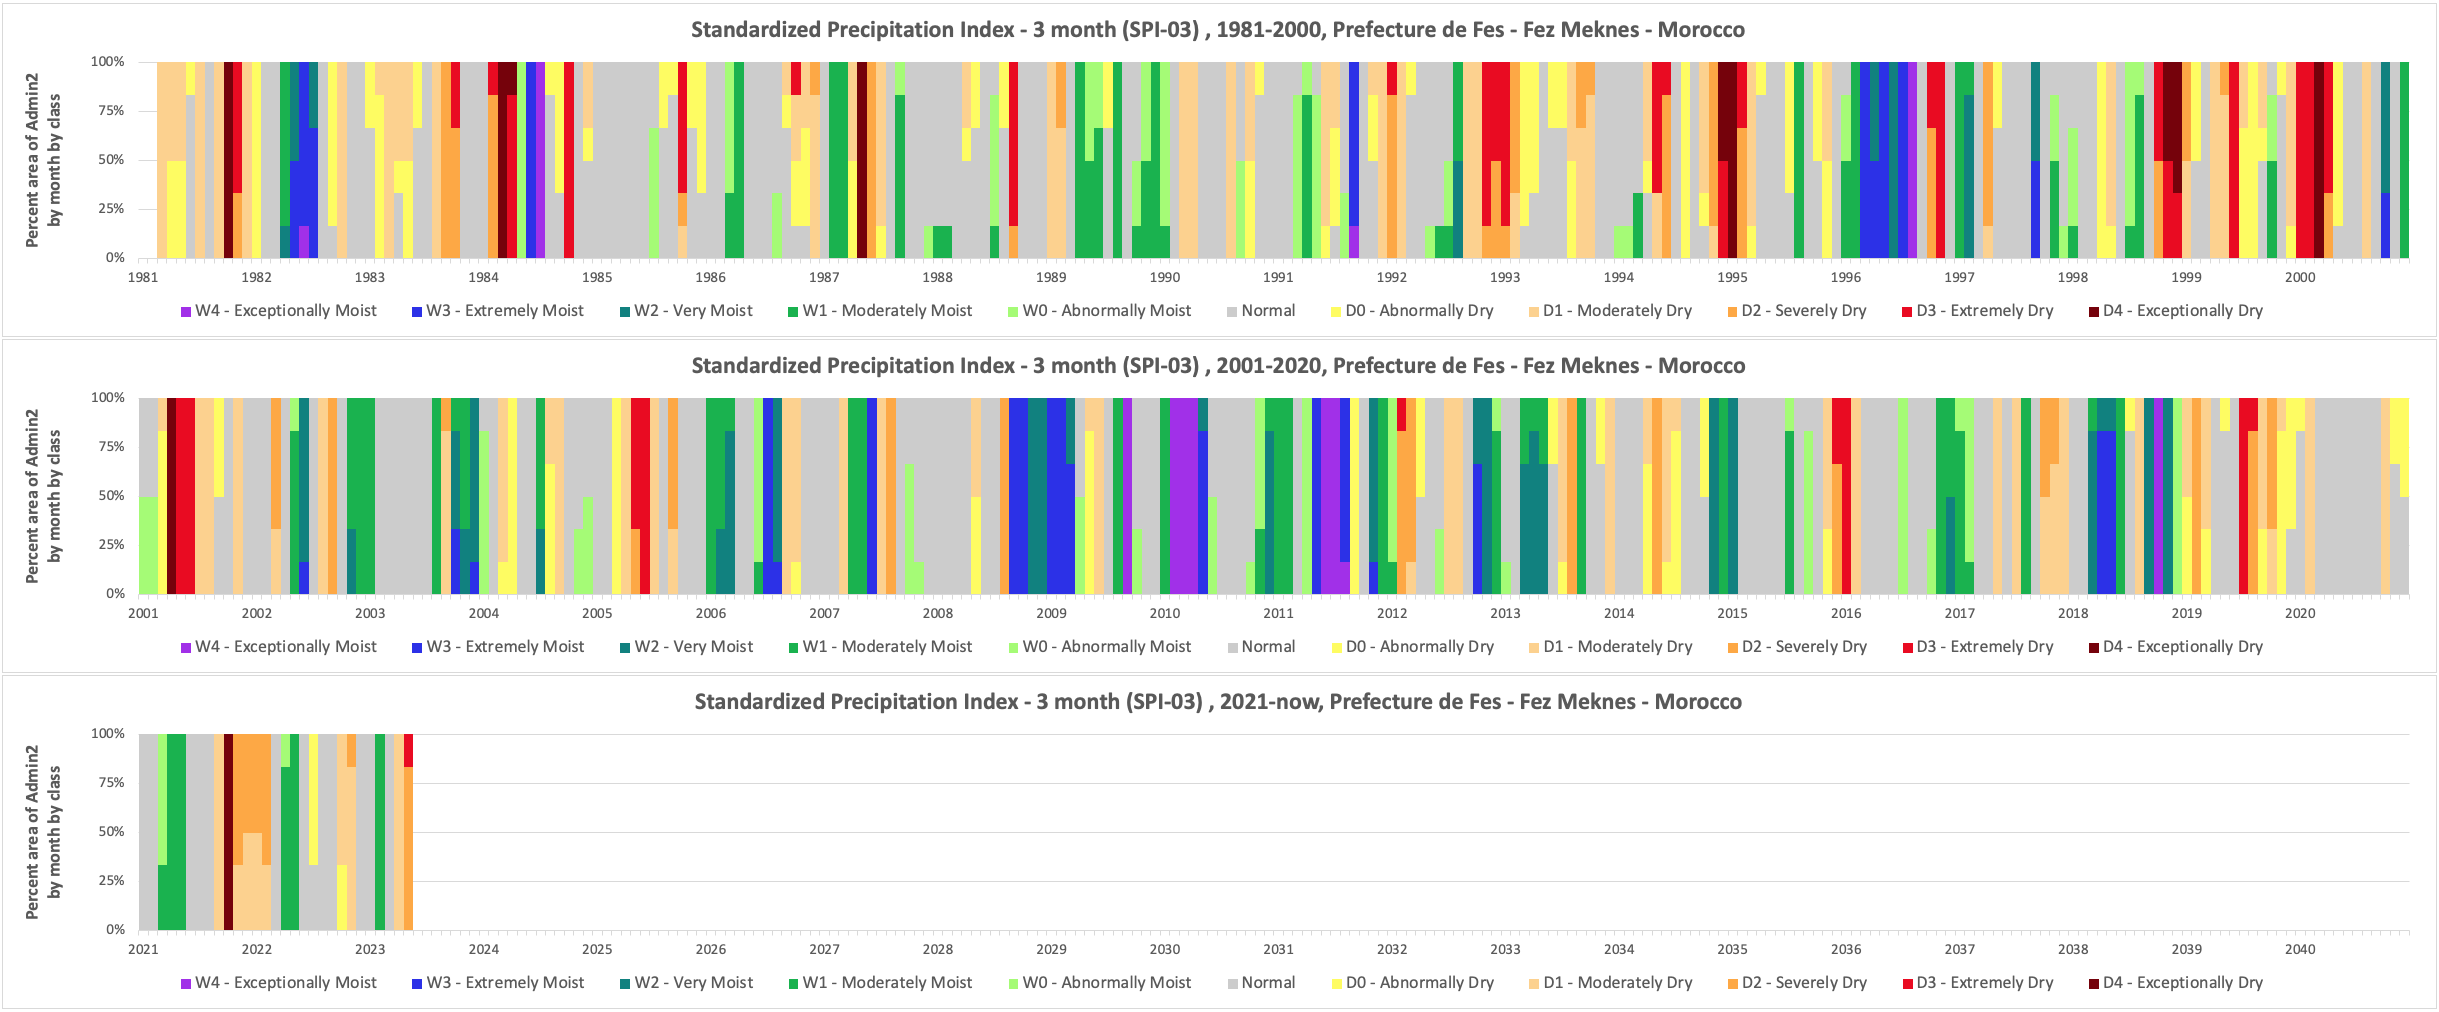 Standardized Precipitation Index - 3 month (SPI-03) , 1981-2000, Prefecture de Fes - Fez Meknes - Morocco
Percent area of Admin2
by month by class
100%
75%
50%
25%
0%
1981 1982 1983 1984 1985 1986 1987 1988 1989 1990 1991 1992 1993 1994 1995 1996 1997 1998 1999 2000
W4 - Exceptionally Moist W3 - Extremely Moist W2 - Very Moist W1 - Moderately Moist W0 - Abnormally Moist Normal D0 - Abnormally Dry D1 - Moderately Dry D2 - Severely Dry D3 - Extremely Dry D4 - Exceptionally Dry
Standardized Precipitation Index - 3 month (SPI-03) , 2001-2020, Prefecture de Fes - Fez Meknes - Morocco
Percent area of Admin2
by month by class
100%
75%
50%
25%
0%
2001 2002 2003 2004 2005 2006 2007 2008 2009 2010 2011 2012 2013 2014 2015 2016 2017 2018 2019 2020
W4 - Exceptionally Moist W3 - Extremely Moist W2 - Very Moist W1 - Moderately Moist W0 - Abnormally Moist Normal D0 - Abnormally Dry D1 - Moderately Dry D2 - Severely Dry D3 - Extremely Dry D4 - Exceptionally Dry
Standardized Precipitation Index - 3 month (SPI-03) , 2021-now, Prefecture de Fes - Fez Meknes - Morocco
Percent area of Admin2
by month by class
100%
75%
50%
25%
0%
2021 2022 2023 2024 2025 2026 2027 2028 2029 2030 2031 2032 2033 2034 2035 2036 2037 2038 2039 2040
W4 - Exceptionally Moist W3 - Extremely Moist W2 - Very Moist W1 - Moderately Moist W0 - Abnormally Moist Normal D0 - Abnormally Dry D1 - Moderately Dry D2 - Severely Dry D3 - Extremely Dry D4 - Exceptionally Dry